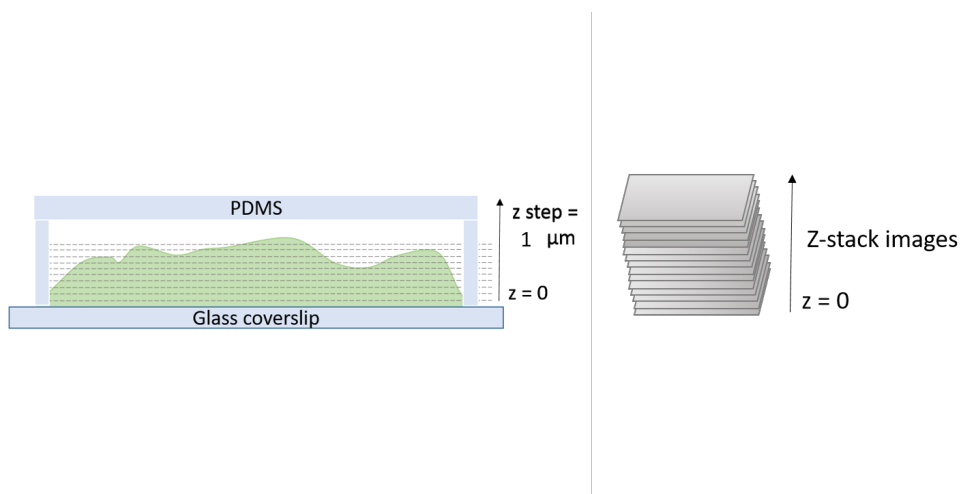 PDMS
z step =
1 μm
z = 0
Glass coverslip
Z-stack images
z = 0